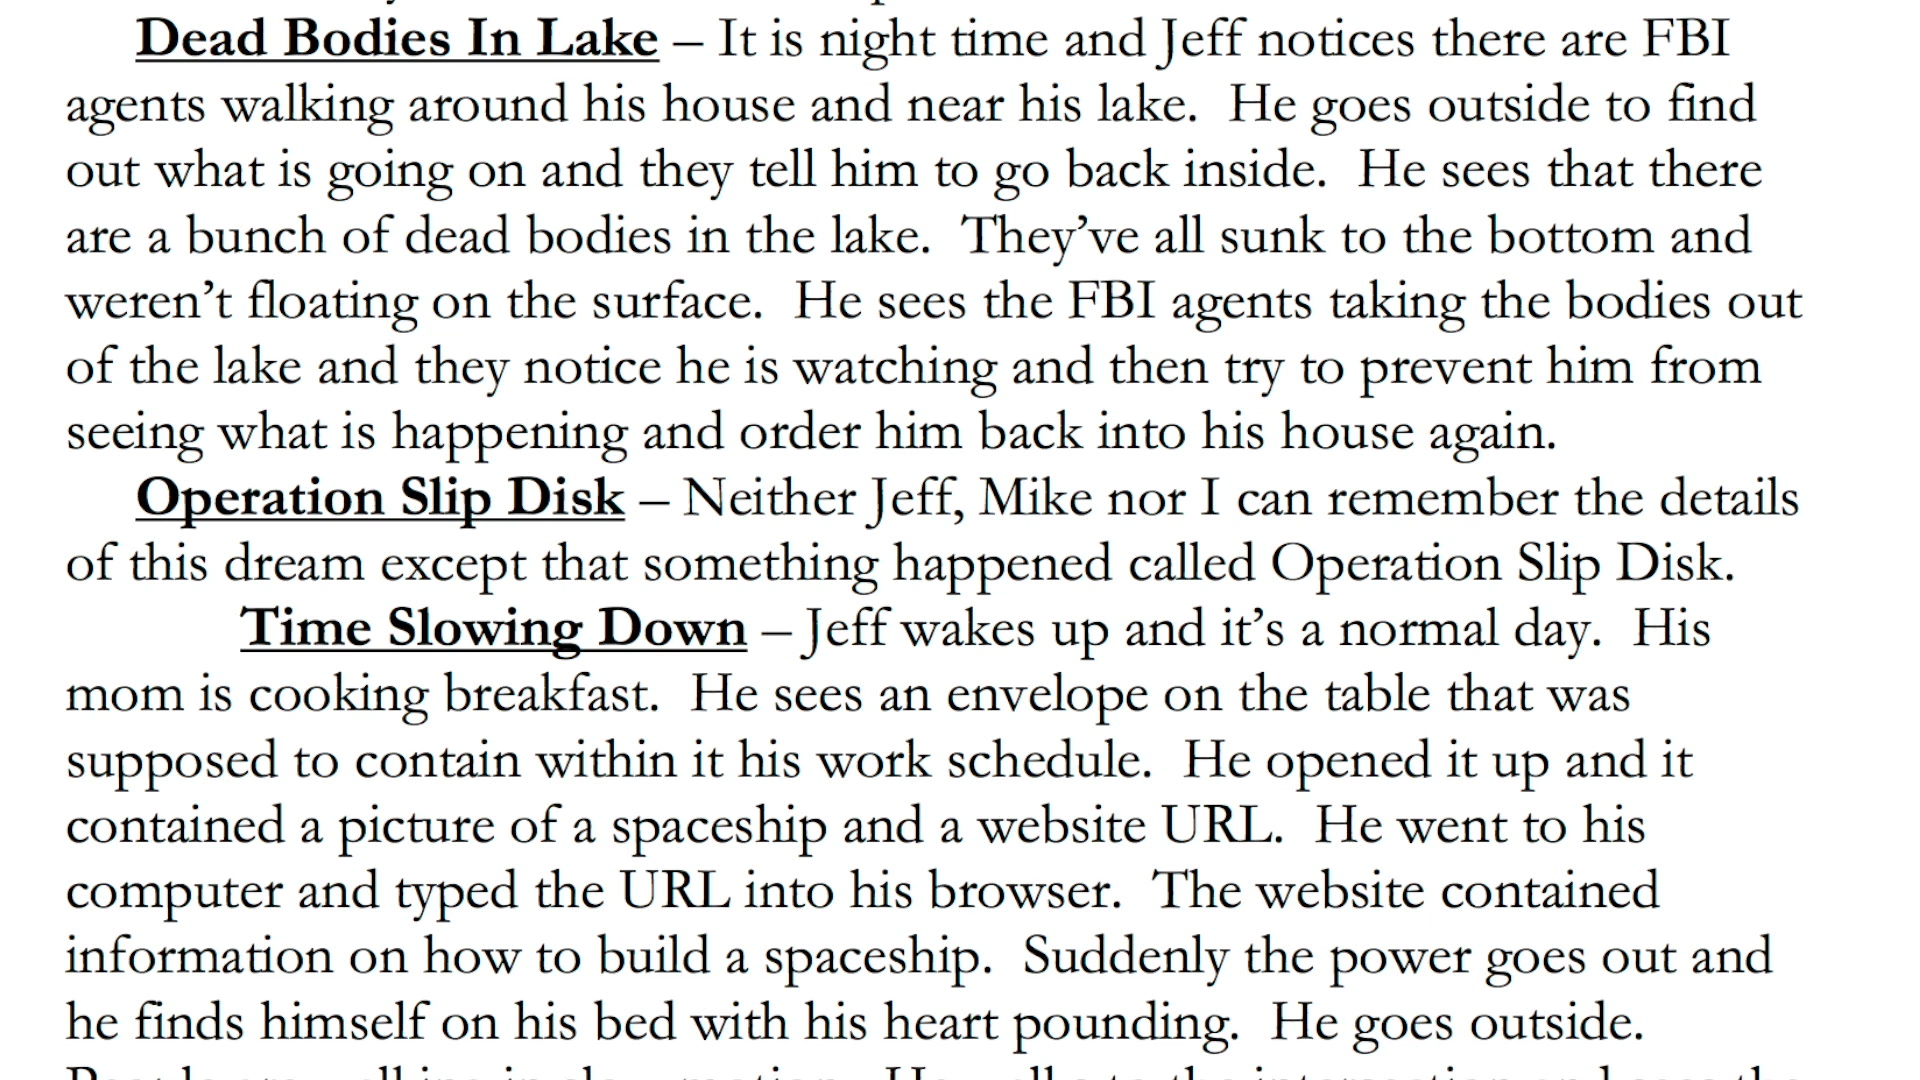 Dead Bodies In Lake – It is night time and Jeff notices there are FBI
agents walking around his house and near his lake.  He goes outside to find
out what is going on and they tell him to go back inside.  He sees that there
are a bunch of dead bodies in the lake.  They’ve all sunk to the bottom and
weren’t floating on the surface.  He sees the FBI agents taking the bodies out
of the lake and they notice he is watching and then try to prevent him from
seeing what is happening and order him back into his house again.
Operation Slip Disk – Neither Jeff, Mike nor I can remember the details
of this dream except that something happened called Operation Slip Disk.
Time Slowing Down – Jeff wakes up and it’s a normal day.  His
mom is cooking breakfast.  He sees an envelope on the table that was
supposed to contain within it his work schedule.  He opened it up and it
contained a picture of a spaceship and a website URL.  He went to his
computer and typed the URL into his browser.  The website contained
information on how to build a spaceship.  Suddenly the power goes out and
he finds himself on his bed with his heart pounding.  He goes outside.